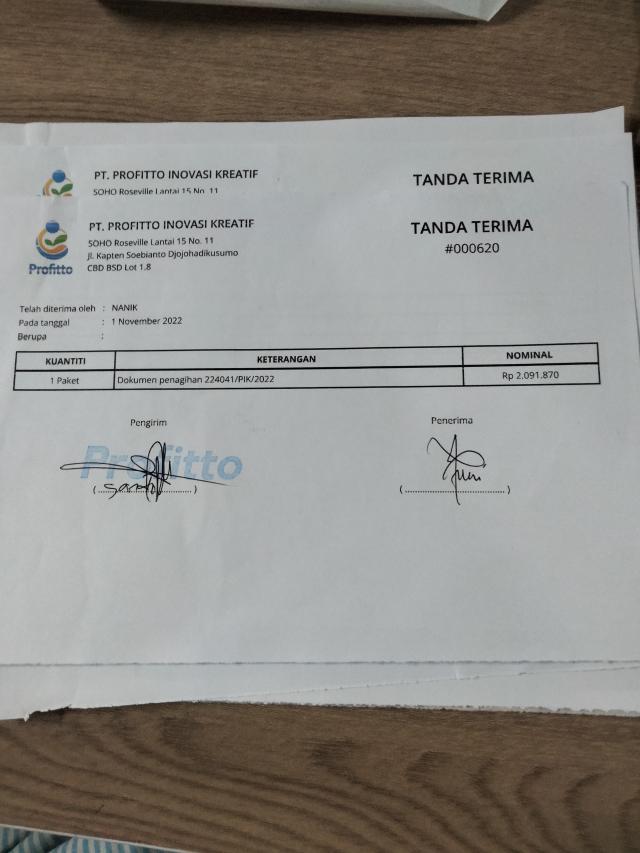 PT. PROFITTO INOVASI KREATIF
TANDA TERIMA
SOHO Roseville Lantai 15 No. 11
PT. PROFITTO INOVASI KREATIF
TANDA TERIMA
SOHO Roseville Lantai 15 No. 11
#000620
Jl. Kapten Soebianto Djojohadikusumo
Profitto
CBD BSD Lot 1.8
Telah diterima oleh : NANIK
Pada tanggal : 1 November 2022
Berupa :
KUANTITI KETERANGAN NOMINAL
1 Paket Dokumen penagihan 224041/PIK/2022 Rp 2.091.870
Pengirim Penerima
Profitto
(..............................) (..............................)